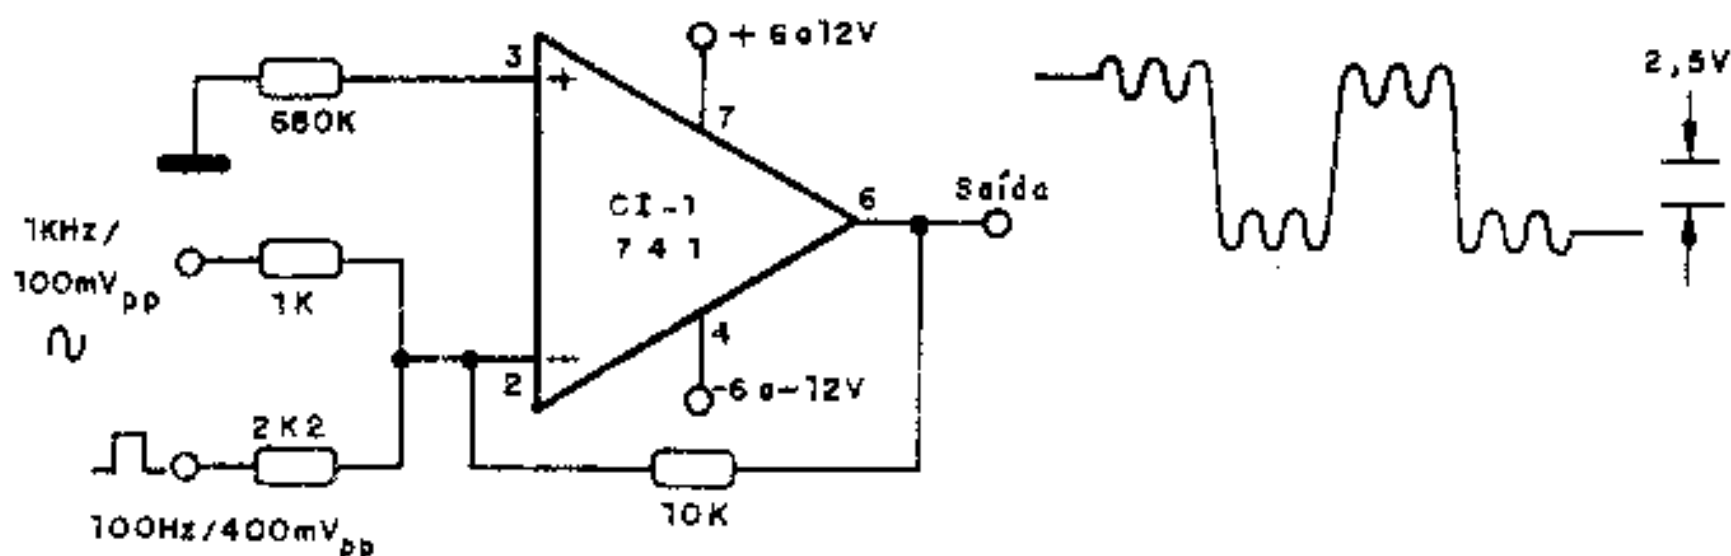 + 6 a 12V
3
+
680K
7
2,5V
CI-1
741
6
Saída
1KHz/
100mVpp
1K
4
-6 a -12V
2
-
2K2
10K
100Hz/400mVpp